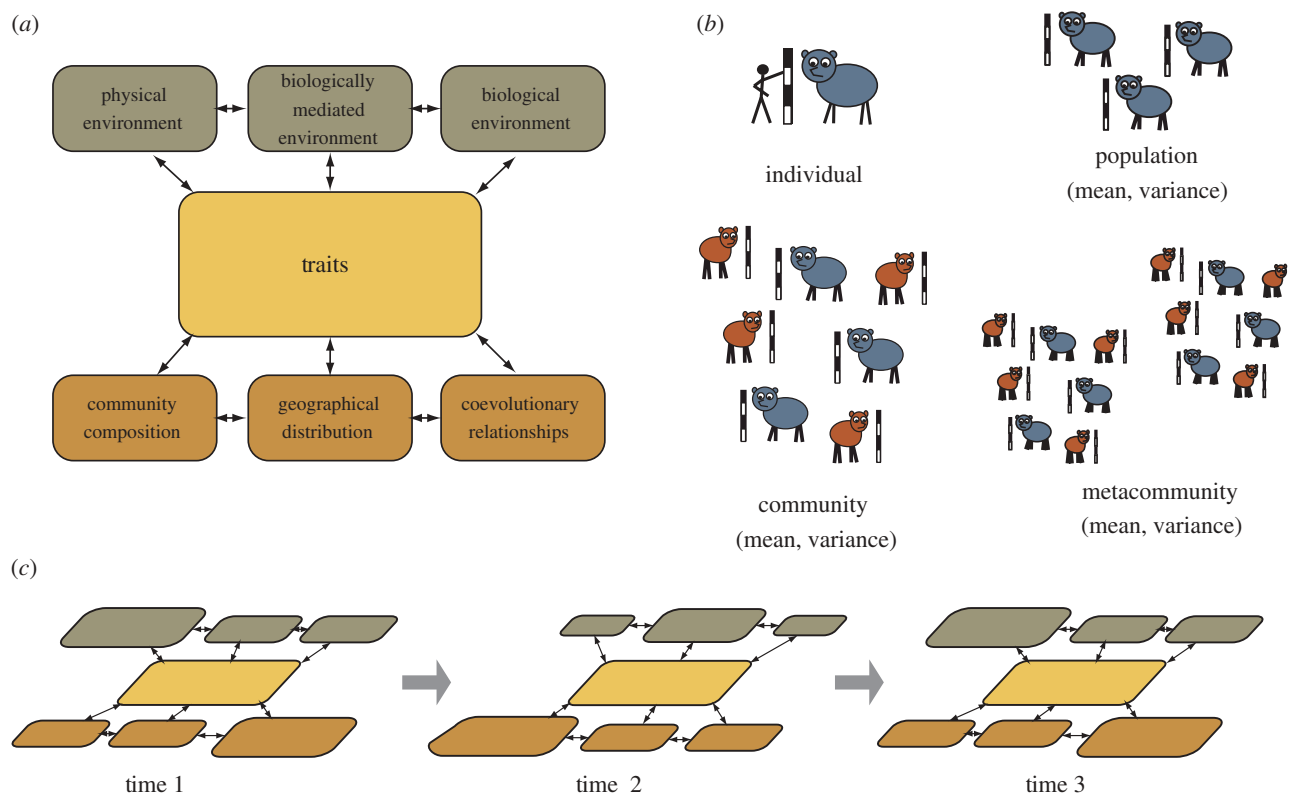 (a)
physical
environment
biologically
mediated
environment
biological
environment
traits
community
composition
geographical
distribution
coevolutionary
relationships
(b)
individual
population
(mean, variance)
community
(mean, variance)
metacommunity
(mean, variance)
(c)
time 1
time 2
time 3